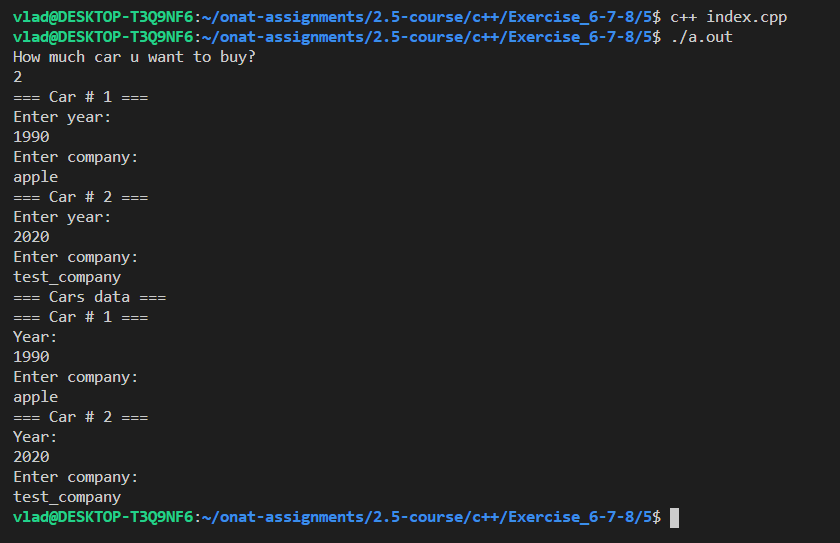 vlad@DESKTOP-T3Q9NF6:~/onat-assignments/2.5-course/c++/Exercise_6-7-8/5$ c++ index.cpp
vlad@DESKTOP-T3Q9NF6:~/onat-assignments/2.5-course/c++/Exercise_6-7-8/5$ ./a.out
How much car u want to buy?
2
=== Car # 1 ===
Enter year:
1990
Enter company:
apple
=== Car # 2 ===
Enter year:
2020
Enter company:
test_company
=== Cars data ===
=== Car # 1 ===
Year:
1990
Enter company:
apple
=== Car # 2 ===
Year:
2020
Enter company:
test_company
vlad@DESKTOP-T3Q9NF6:~/onat-assignments/2.5-course/c++/Exercise_6-7-8/5$